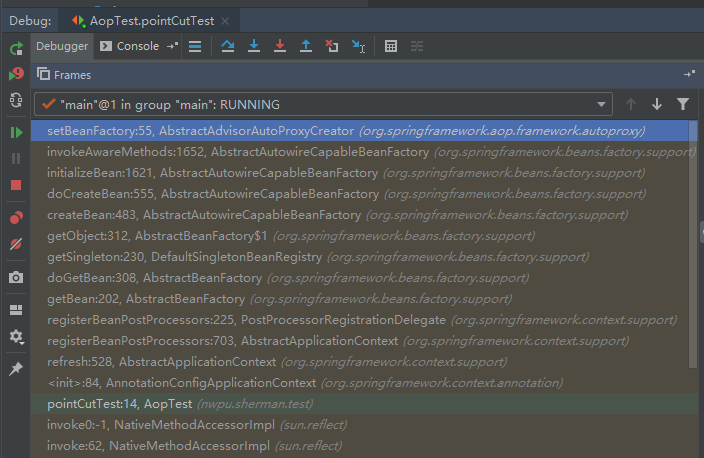 Debug: AopTest.pointCutTest ×
Debugger Console
Frames
"main"@1 in group "main": RUNNING
setBeanFactory:55, AbstractAdvisorAutoProxyCreator (org.springframework.aop.framework.autoproxy)
invokeAwareMethods:1652, AbstractAutowireCapableBeanFactory (org.springframework.beans.factory.support)
initializeBean:1621, AbstractAutowireCapableBeanFactory (org.springframework.beans.factory.support)
doCreateBean:555, AbstractAutowireCapableBeanFactory (org.springframework.beans.factory.support)
createBean:483, AbstractAutowireCapableBeanFactory (org.springframework.beans.factory.support)
getObject:312, AbstractBeanFactory$1 (org.springframework.beans.factory.support)
getSingleton:230, DefaultSingletonBeanRegistry (org.springframework.beans.factory.support)
doGetBean:308, AbstractBeanFactory (org.springframework.beans.factory.support)
getBean:202, AbstractBeanFactory (org.springframework.beans.factory.support)
registerBeanPostProcessors:225, PostProcessorRegistrationDelegate (org.springframework.context.support)
registerBeanPostProcessors:703, AbstractApplicationContext (org.springframework.context.support)
refresh:528, AbstractApplicationContext (org.springframework.context.support)
<init>:84, AnnotationConfigApplicationContext (org.springframework.context.annotation)
pointCutTest:14, AopTest (nwpu.sherman.test)
invoke0:-1, NativeMethodAccessorImpl (sun.reflect)
invoke:62, NativeMethodAccessorImpl (sun.reflect)